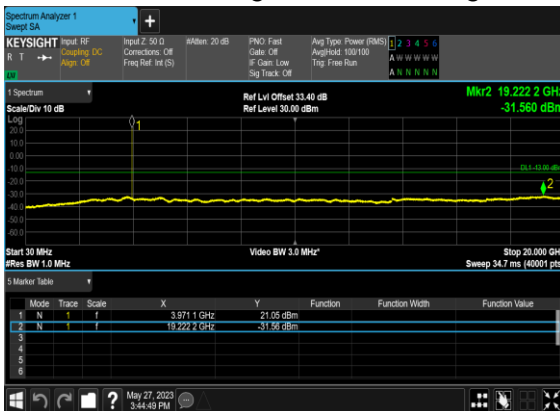 Spectrum Analyzer 1
Swept SA
KEYSIGHT Input: RF Input Z: 50 Ω #Atten: 20 dB PNO: Fast Avg Type: Power (RMS) 1 2 3 4 5 6
R T Coupling: DC Corrections: Off Gate: Off Avg|Hold: 100/100 A W W W W W
Align: Off Freq Ref: Int (S) IF Gain: Low Trig: Free Run
Sig Track: Off A N N N N N
LV
1 Spectrum Ref Lvl Offset 33.40 dB Mkr2 19.222 2 GHz
Scale/Div 10 dB Ref Level 30.00 dBm -31.560 dBm
Log
20.0
10.0
0.00
-10.0
DL1 -13.00 dBm
-20.0
-30.0
-40.0
-50.0
-60.0
1
2
Start 30 MHz Video BW 3.0 MHz* Stop 20.000 GH
#Res BW 1.0 MHz Sweep 34.7 ms (40001 pts
5 Marker Table
Mode Trace Scale X Y Function Function Width Function Value
1 N 1 f 3.971 1 GHz 21.05 dBm
2 N 1 f 19.222 2 GHz -31.56 dBm
3
4
5
6
? May 27, 2023
3:44:49 PM